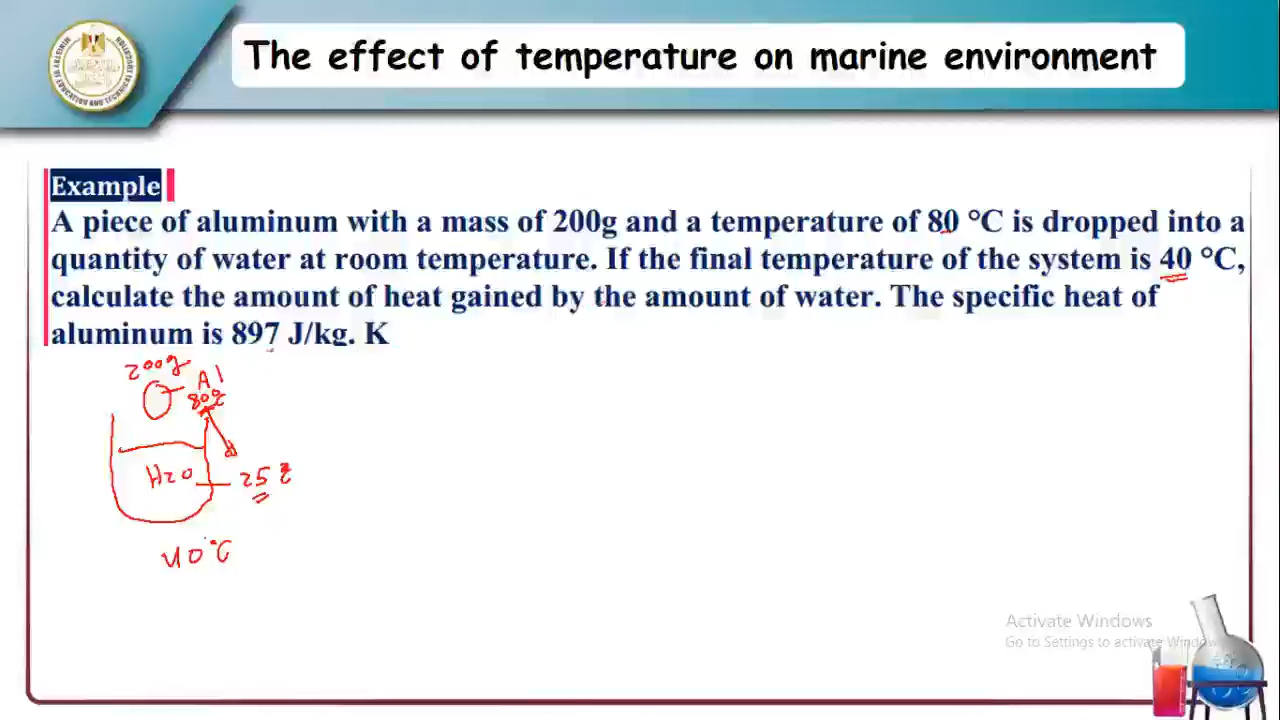 The effect of temperature on marine environment
Example
A piece of aluminum with a mass of 200g and a temperature of 80 °C is dropped into a
quantity of water at room temperature. If the final temperature of the system is 40 °C,
calculate the amount of heat gained by the amount of water. The specific heat of
aluminum is 897 J/kg. K
200g
Al
80°C
H2O
25 °C
40°C
Activate Windows
Go to Settings to activate Windows